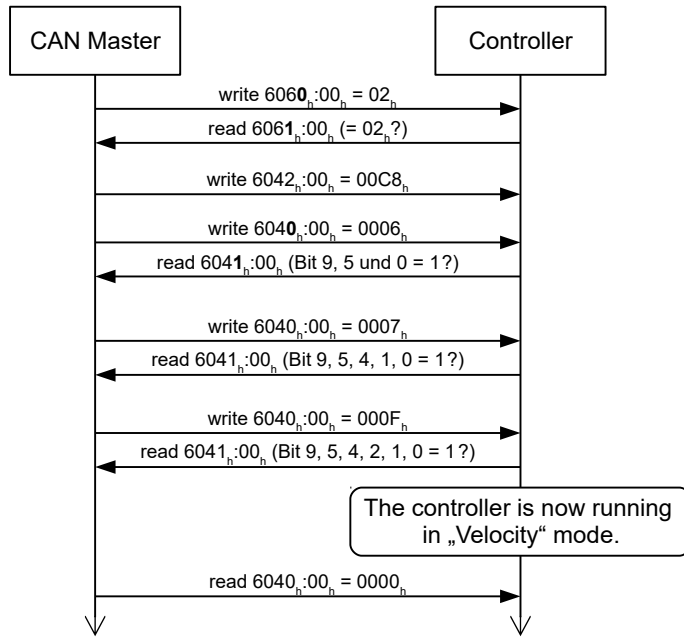 CAN Master
Controller
write 6060h:00h = 02h
read 6061h:00h (= 02h?)
write 6042h:00h = 00C8h
write 6040h:00h = 0006h
read 6041h:00h (Bit 9, 5 und 0 = 1?)
write 6040h:00h = 0007h
read 6041h:00h (Bit 9, 5, 4, 1, 0 = 1?)
write 6040h:00h = 000Fh
read 6041h:00h (Bit 9, 5, 4, 2, 1, 0 = 1?)
The controller is now running
in „Velocity“ mode.
read 6040h:00h = 0000h